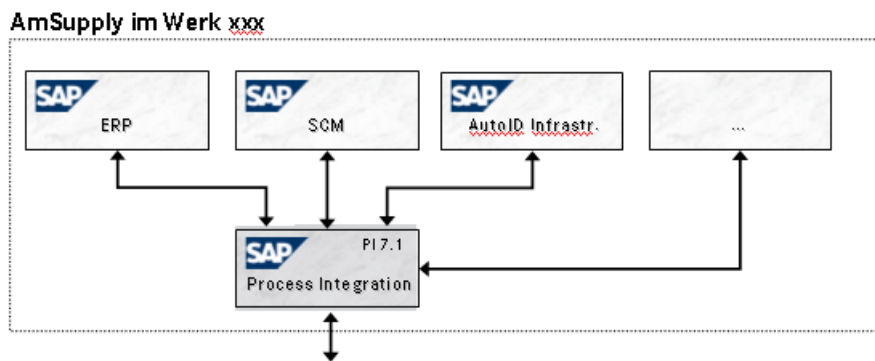 AmSupply im Werk xxx
SAP
ERP
SAP
SCM
SAP
AutoID Infrastr.
...
SAP
PI 7.1
Process Integration